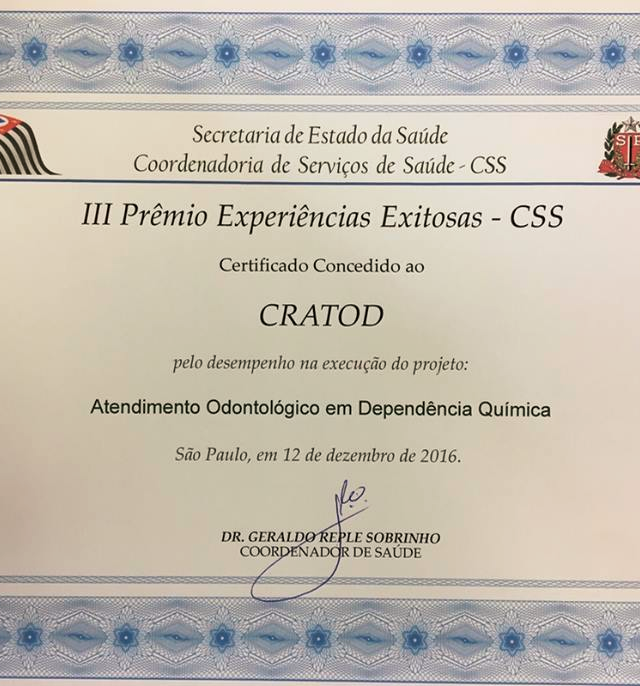 Secretaria de Estado da Saúde
Coordenadoria de Serviços de Saúde - CSS
III Prêmio Experiências Exitosas - CSS
Certificado Concedido ao
CRATOD
pelo desempenho na execução do projeto:
Atendimento Odontológico em Dependência Química
São Paulo, em 12 de dezembro de 2016.
DR. GERALDO REPLE SOBRINHO
COORDENADOR DE SAÚDE